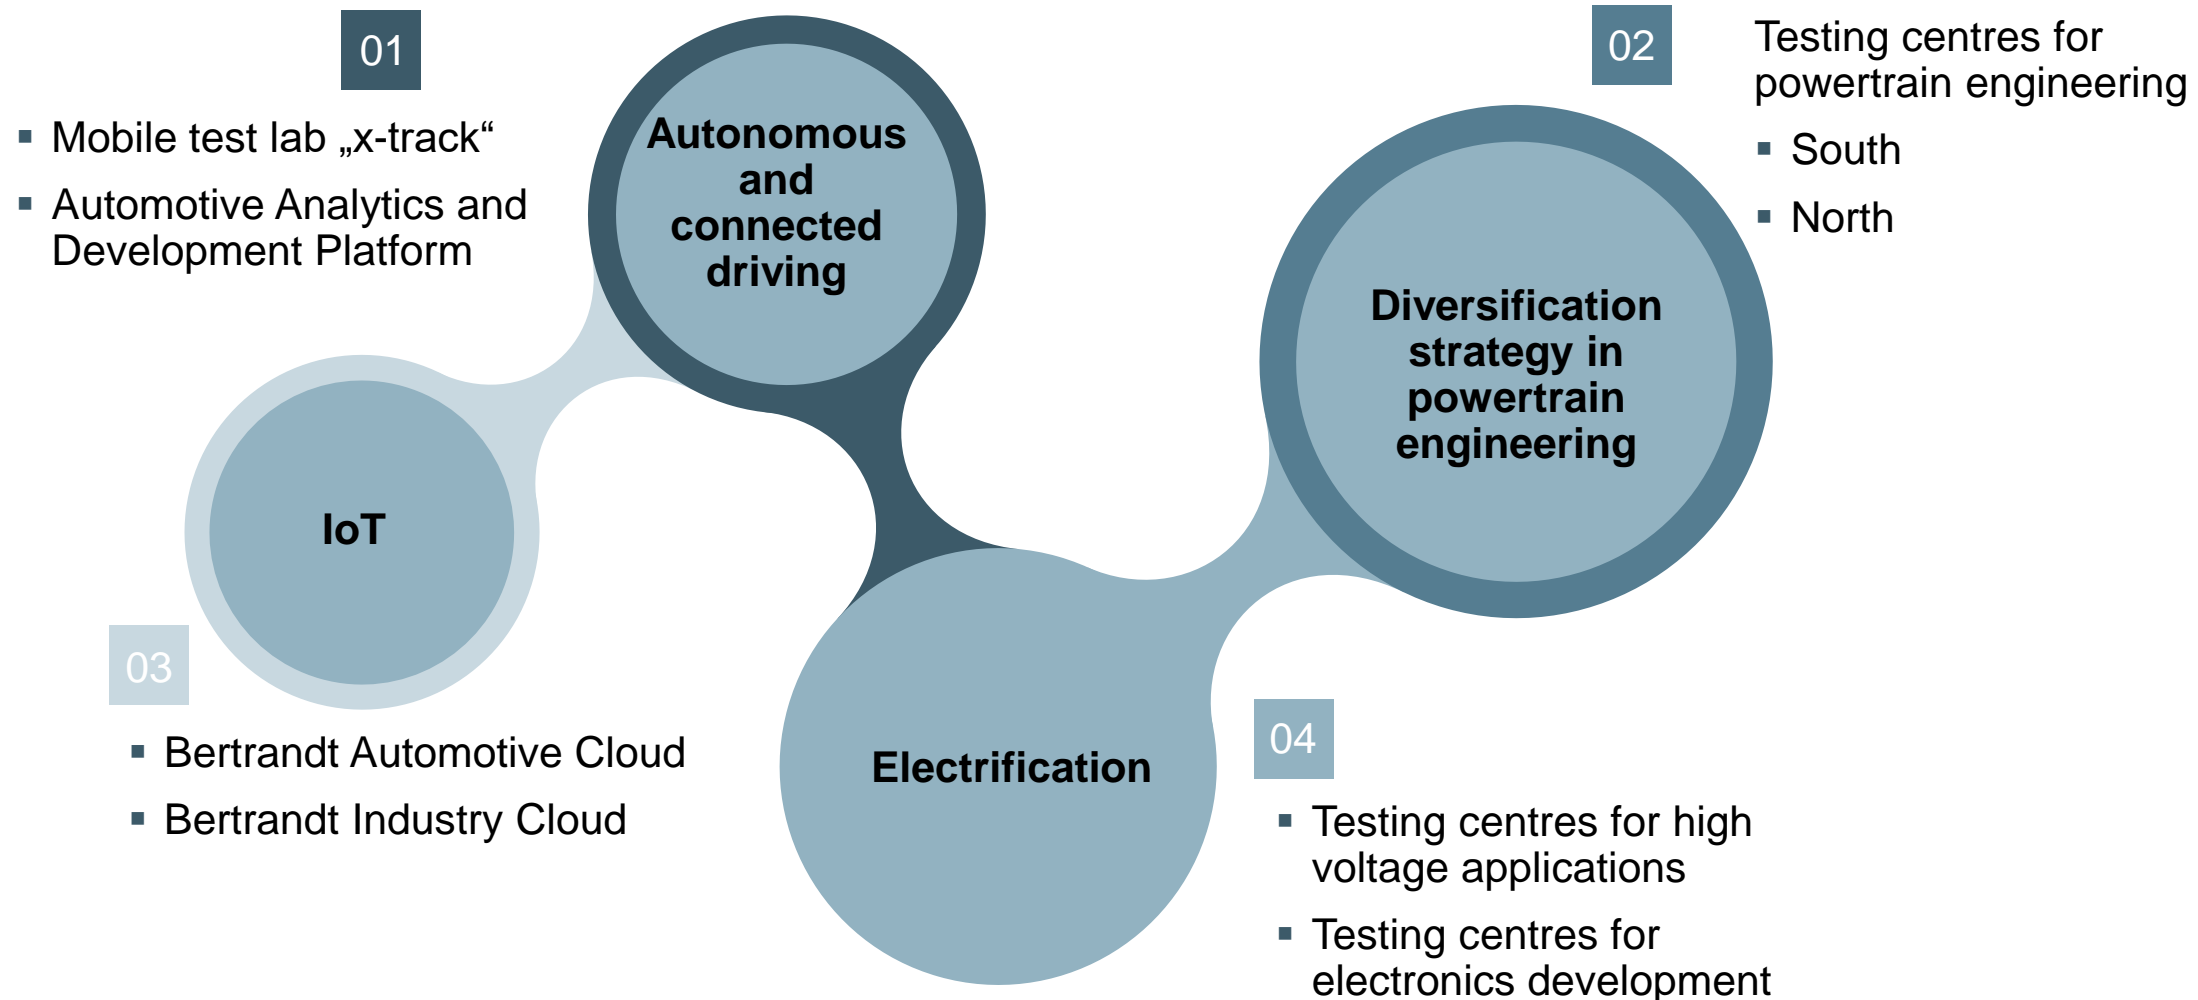 01
▪ Mobile test lab „x-track“
▪ Automotive Analytics and
Development Platform
Autonomous
and
connected
driving
02
Testing centres for
powertrain engineering
▪ South
▪ North
Diversification
strategy in
powertrain
engineering
IoT
03
▪ Bertrandt Automotive Cloud
▪ Bertrandt Industry Cloud
Electrification
04
▪ Testing centres for high
voltage applications
▪ Testing centres for
electronics development